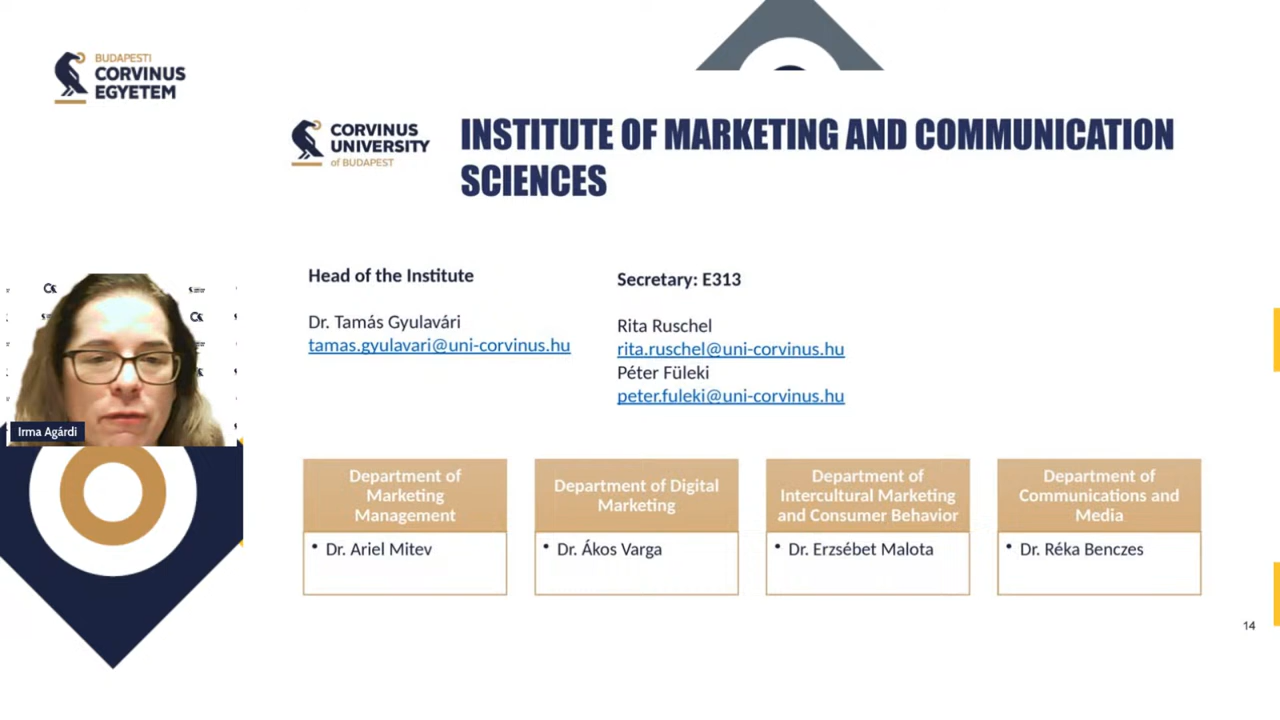 BUDAPESTI
CORVINUS
EGYETEM
CORVINUS
UNIVERSITY
of BUDAPEST
INSTITUTE OF MARKETING AND COMMUNICATION
SCIENCES
Head of the Institute
Dr. Tamás Gyulavári
tamas.gyulavari@uni-corvinus.hu
Secretary: E313
Rita Ruschel
rita.ruschel@uni-corvinus.hu
Péter Füleki
peter.fuleki@uni-corvinus.hu
Irma Agárdi
Department of
Marketing
Management
• Dr. Ariel Mitev
Department of Digital
Marketing
• Dr. Ákos Varga
Department of
Intercultural Marketing
and Consumer Behavior
• Dr. Erzsébet Malota
Department of
Communications and
Media
• Dr. Réka Benczes
14